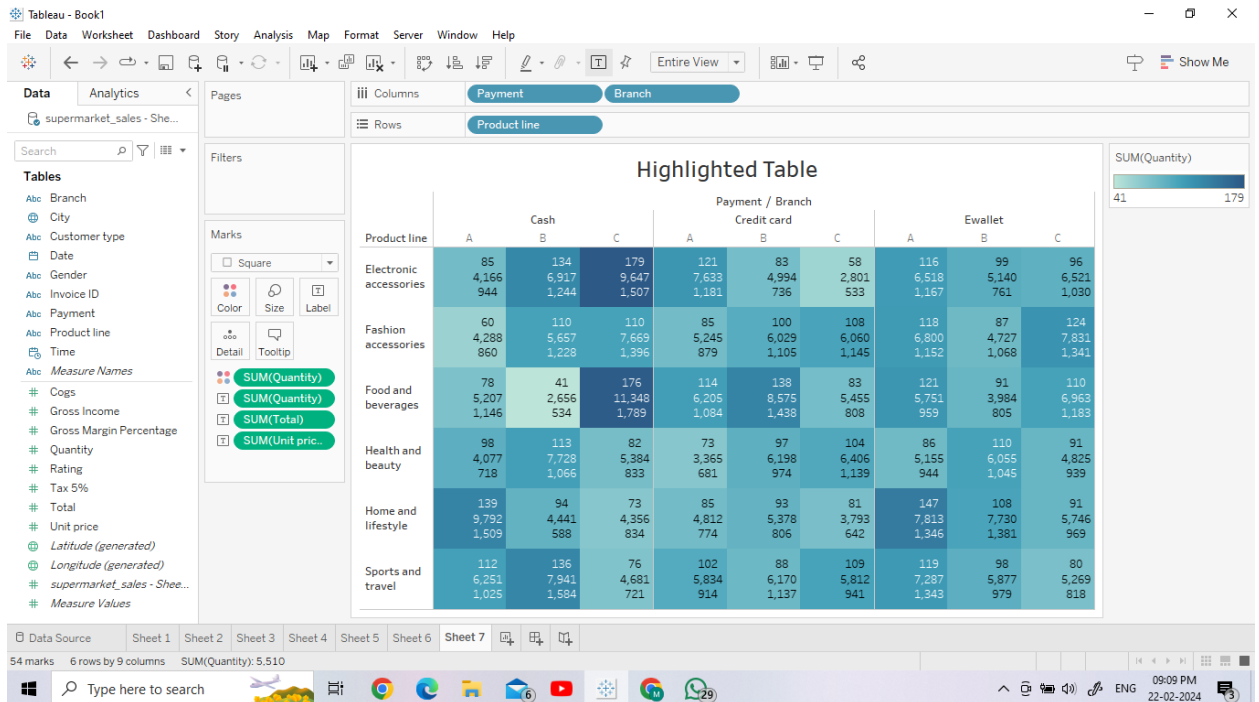 Tableau - Book1
File Data Worksheet Dashboard Story Analysis Map Format Server Window Help
Entire View
Show Me
Data Analytics
supermarket_sales - She...
Search
Tables
Abc Branch
City
Abc Customer type
Date
Abc Gender
Abc Invoice ID
Abc Payment
Abc Product line
Time
Abc Measure Names
# Cogs
# Gross Income
# Gross Margin Percentage
# Quantity
# Rating
# Tax 5%
# Total
# Unit price
Latitude (generated)
Longitude (generated)
# supermarket_sales - Shee...
# Measure Values
Pages
Filters
Marks
Square
Color Size Label
Detail Tooltip
SUM(Quantity)
T SUM(Quantity)
T SUM(Total)
T SUM(Unit pric..
Columns Payment Branch
Rows Product line
Highlighted Table
Payment / Branch
Cash Credit card Ewallet
Product line A B C A B C A B C
Electronic accessories
85 134 179 121 83 58 116 99 96
4,166 6,917 9,647 7,633 4,994 2,801 6,518 5,140 6,521
944 1,244 1,507 1,181 736 533 1,167 761 1,030
Fashion accessories
60 110 110 85 100 108 118 87 124
4,288 5,657 7,669 5,245 6,029 6,060 6,800 4,727 7,831
860 1,228 1,396 879 1,105 1,145 1,152 1,068 1,341
Food and beverages
78 41 176 114 138 83 121 91 110
5,207 2,656 11,348 6,205 8,575 5,455 5,751 3,984 6,963
1,146 534 1,789 1,084 1,438 808 959 805 1,183
Health and beauty
98 113 82 73 97 104 86 110 91
4,077 7,728 5,384 3,365 6,198 6,406 5,155 6,055 4,825
718 1,066 833 681 974 1,139 944 1,045 939
Home and lifestyle
139 94 73 85 93 81 147 108 91
9,792 4,441 4,356 4,812 5,378 3,793 7,813 7,730 5,746
1,509 588 834 774 806 642 1,346 1,381 969
Sports and travel
112 136 76 102 88 109 119 98 80
6,251 7,941 4,681 5,834 6,170 5,812 7,287 5,877 5,269
1,025 1,584 721 914 1,137 941 1,343 979 818
SUM(Quantity)
41 179
Data Source Sheet 1 Sheet 2 Sheet 3 Sheet 4 Sheet 5 Sheet 6 Sheet 7
54 marks 6 rows by 9 columns SUM(Quantity): 5,510
Type here to search
6
M
29
ENG
09:09 PM
22-02-2024
3